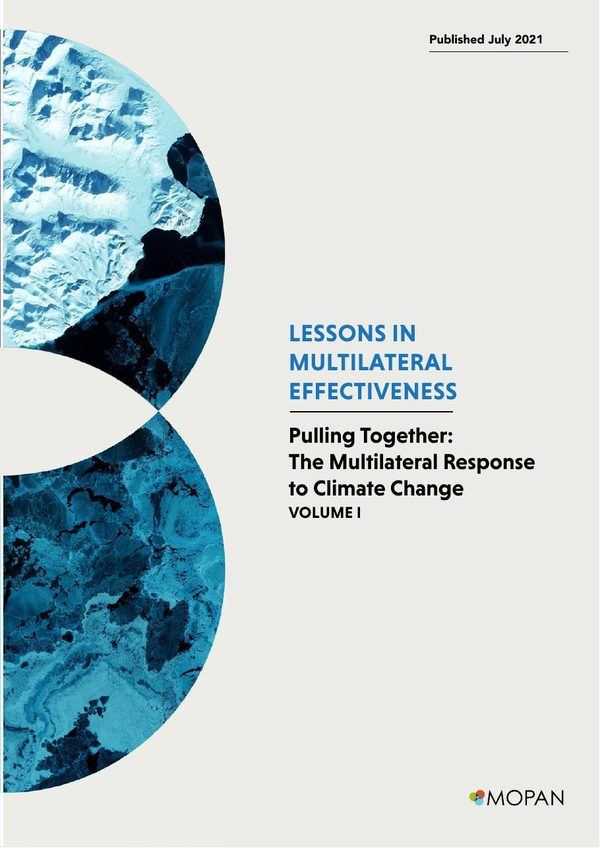 Published July 2021
LESSONS IN
MULTILATERAL
EFFECTIVENESS
Pulling Together:
The Multilateral Response
to Climate Change
VOLUME I
MOPAN